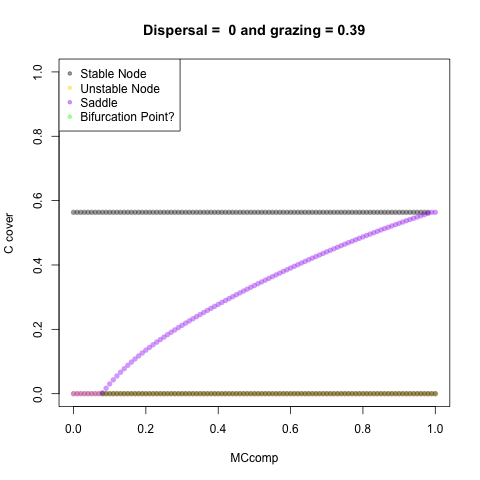 Dispersal =  0 and grazing = 0.39
Stable Node
Unstable Node
Saddle
Bifurcation Point?
C cover
1.0
0.8
0.6
0.4
0.2
0.0
0.0 0.2 0.4 0.6 0.8 1.0
MCcomp